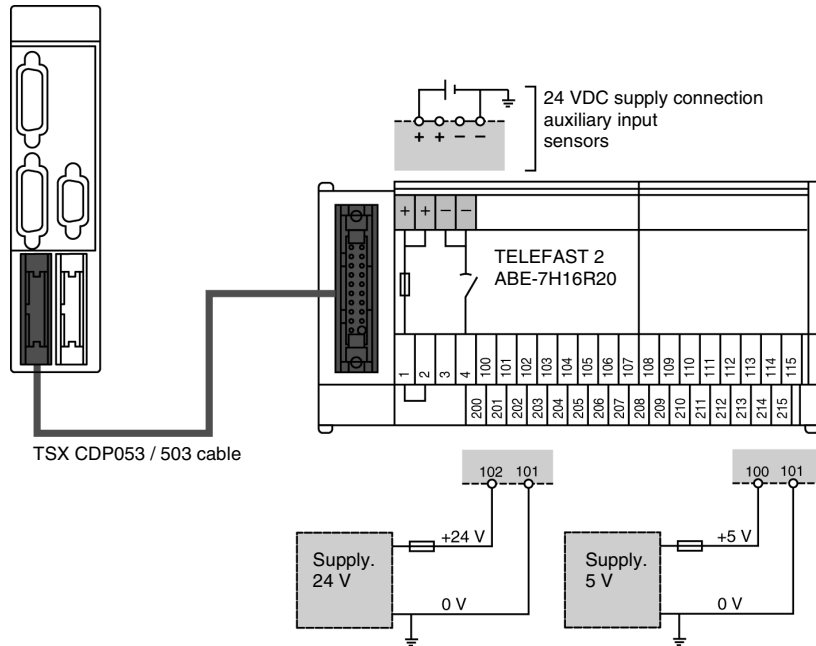 24 VDC supply connection
auxiliary input
sensors
+ + − −
+ + − −
TELEFAST 2
ABE-7H16R20
1 2 3 4 100 101 102 103 104 105 106 107 108 109 110 111 112 113 114 115
200 201 202 203 204 205 206 207 208 209 210 211 212 213 214 215
TSX CDP053 / 503 cable
102 101
100 101
+24 V
+5 V
Supply.
24 V
Supply.
5 V
0 V
0 V